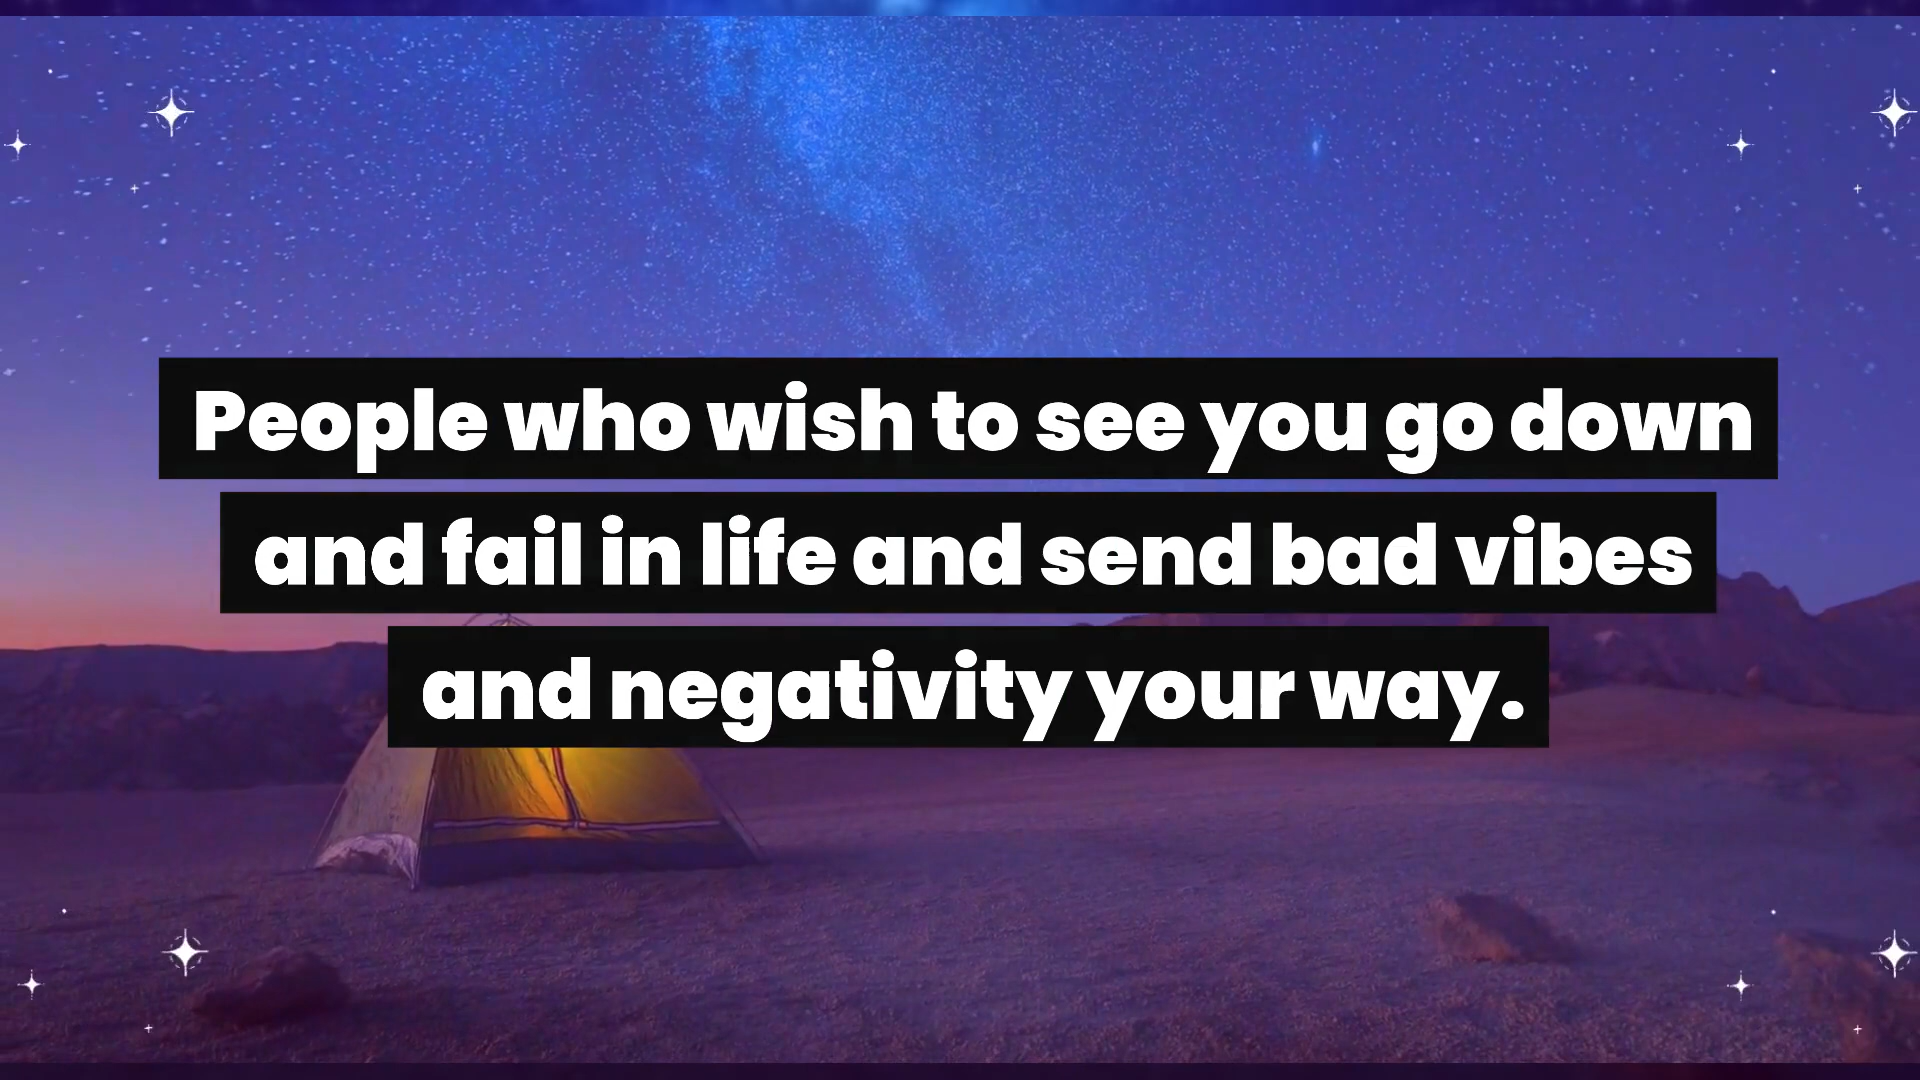 People who wish to see you go down
and fail in life and send bad vibes
and negativity your way.